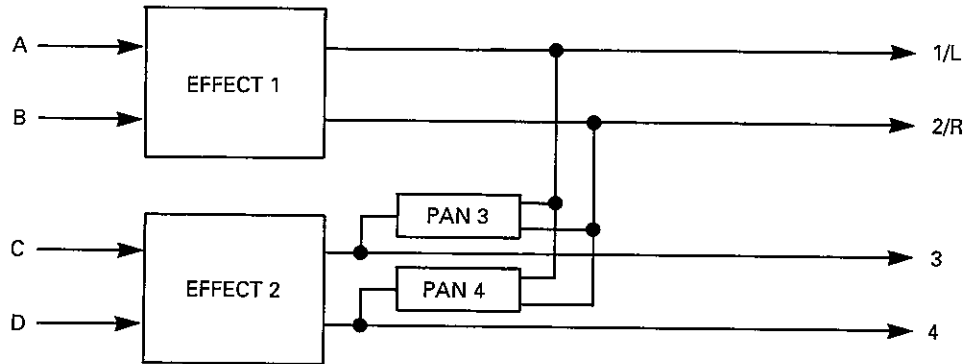 A
EFFECT 1
1/L
B
2/R
PAN 3
C
EFFECT 2
3
PAN 4
D
4